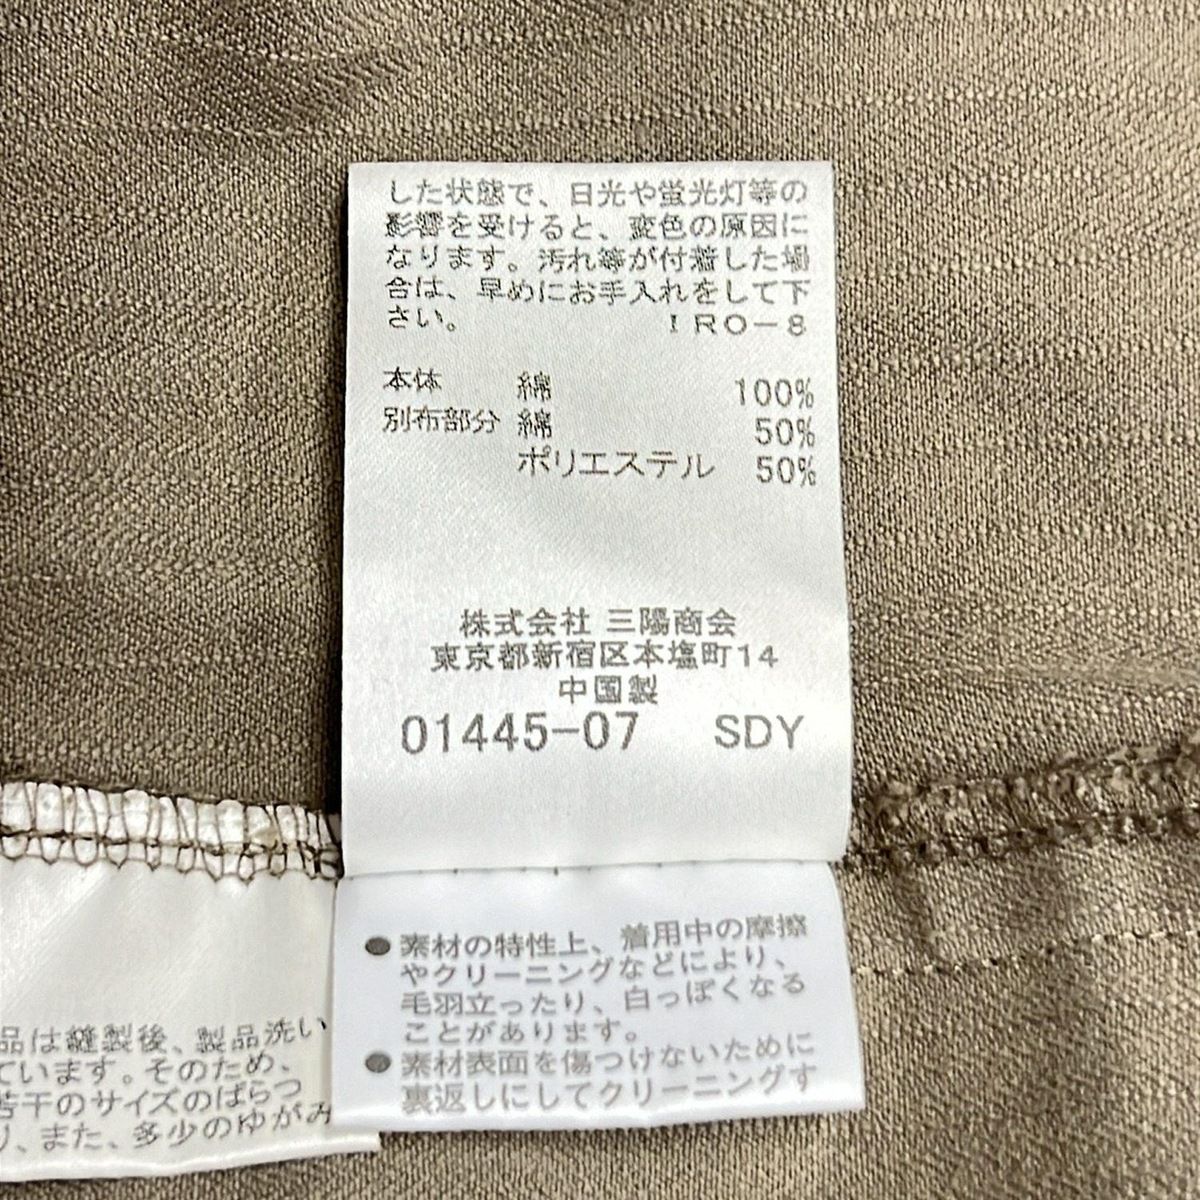 した状態で、日光や蛍光灯等の
影響を受けると、変色の原因に
なります。汚れ等が付着した場
合は、早めにお手入れをして下
さい。 IRO-8
本体 綿 100%
別布部分 綿 50%
ポリエステル 50%
株式会社 三陽商会
東京都新宿区本塩町14
中国製
01445-07 SDY
●素材の特性上、着用中の摩擦
やクリーニングなどにより、
毛羽立ったり、白っぽくなる
ことがあります。
●素材表面を傷つけないために
裏返しにしてクリーニングす
品は縫製後、製品洗い
ています。そのため、
若干のサイズのばらつ
り、また、多少のゆがみ